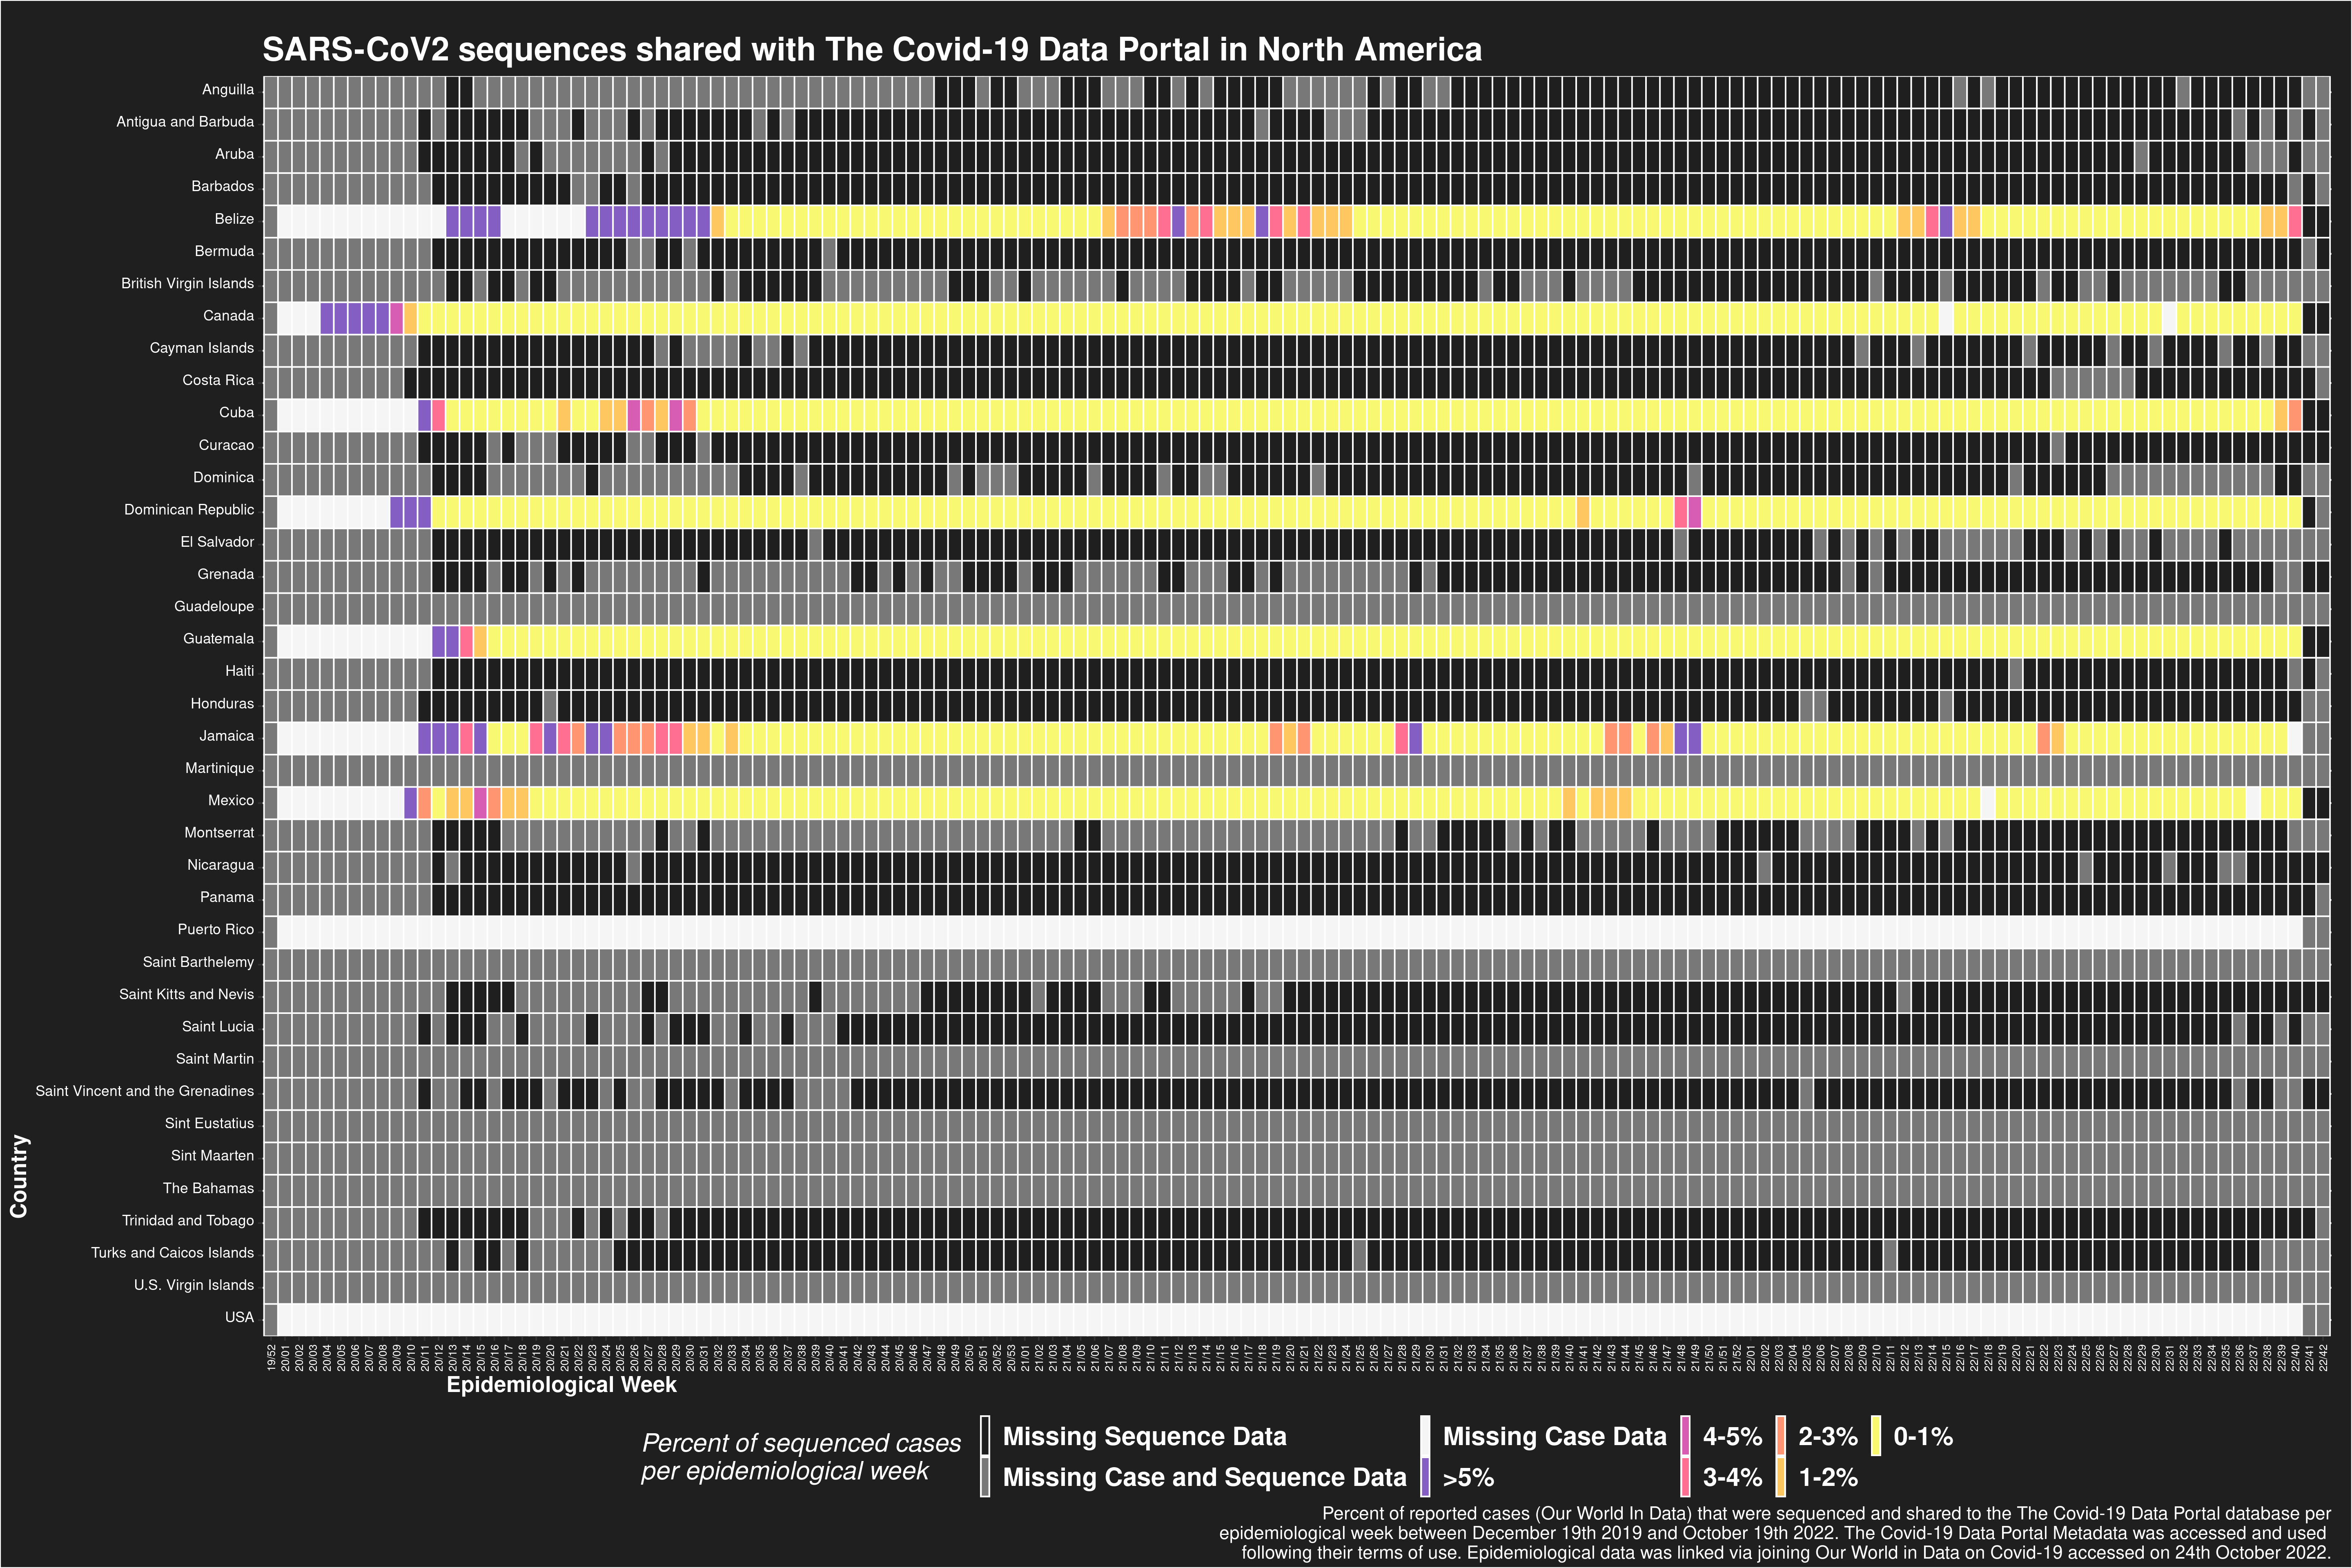 SARS-CoV2 sequences shared with The Covid-19 Data Portal in North America
Anguilla
Antigua and Barbuda
Aruba
Barbados
Belize
Bermuda
British Virgin Islands
Canada
Cayman Islands
Costa Rica
Cuba
Curacao
Dominica
Dominican Republic
El Salvador
Grenada
Guadeloupe
Guatemala
Haiti
Honduras
Jamaica
Martinique
Mexico
Montserrat
Nicaragua
Panama
Puerto Rico
Saint Barthelemy
Saint Kitts and Nevis
Saint Lucia
Saint Martin
Saint Vincent and the Grenadines
Sint Eustatius
Sint Maarten
The Bahamas
Trinidad and Tobago
Turks and Caicos Islands
U.S. Virgin Islands
USA
Country
19/52 20/01 20/02 20/03 20/04 20/05 20/06 20/07 20/08 20/09 20/10 20/11 20/12 20/13 20/14 20/15 20/16 20/17 20/18 20/19 20/20 20/21 20/22 20/23 20/24 20/25 20/26 20/27 20/28 20/29 20/30 20/31 20/32 20/33 20/34 20/35 20/36 20/37 20/38 20/39 20/40 20/41 20/42 20/43 20/44 20/45 20/46 20/47 20/48 20/49 20/50 20/51 20/52 20/53 21/01 21/02 21/03 21/04 21/05 21/06 21/07 21/08 21/09 21/10 21/11 21/12 21/13 21/14 21/15 21/16 21/17 21/18 21/19 21/20 21/21 21/22 21/23 21/24 21/25 21/26 21/27 21/28 21/29 21/30 21/31 21/32 21/33 21/34 21/35 21/36 21/37 21/38 21/39 21/40 21/41 21/42 21/43 21/44 21/45 21/46 21/47 21/48 21/49 21/50 21/51 21/52 22/01 22/02 22/03 22/04 22/05 22/06 22/07 22/08 22/09 22/10 22/11 22/12 22/13 22/14 22/15 22/16 22/17 22/18 22/19 22/20 22/21 22/22 22/23 22/24 22/25 22/26 22/27 22/28 22/29 22/30 22/31 22/32 22/33 22/34 22/35 22/36 22/37 22/38 22/39 22/40 22/41 22/42
Epidemiological Week
Percent of sequenced cases
per epidemiological week
Missing Sequence Data Missing Case Data 4-5% 2-3% 0-1%
Missing Case and Sequence Data >5% 3-4% 1-2%
Percent of reported cases (Our World In Data) that were sequenced and shared to the The Covid-19 Data Portal database per
epidemiological week between December 19th 2019 and October 19th 2022. The Covid-19 Data Portal Metadata was accessed and used
following their terms of use. Epidemiological data was linked via joining Our World in Data on Covid-19 accessed on 24th October 2022.